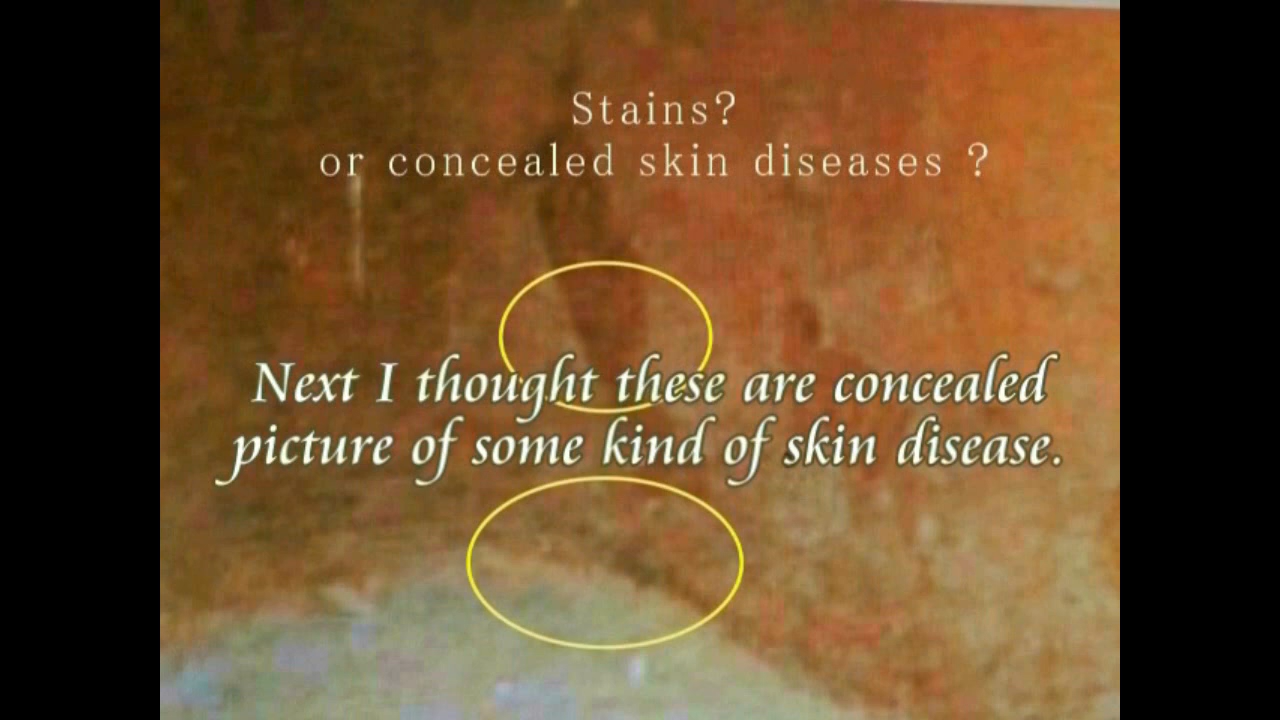 Stains?
or concealed skin diseases ?
Next I thought these are concealed
picture of some kind of skin disease.